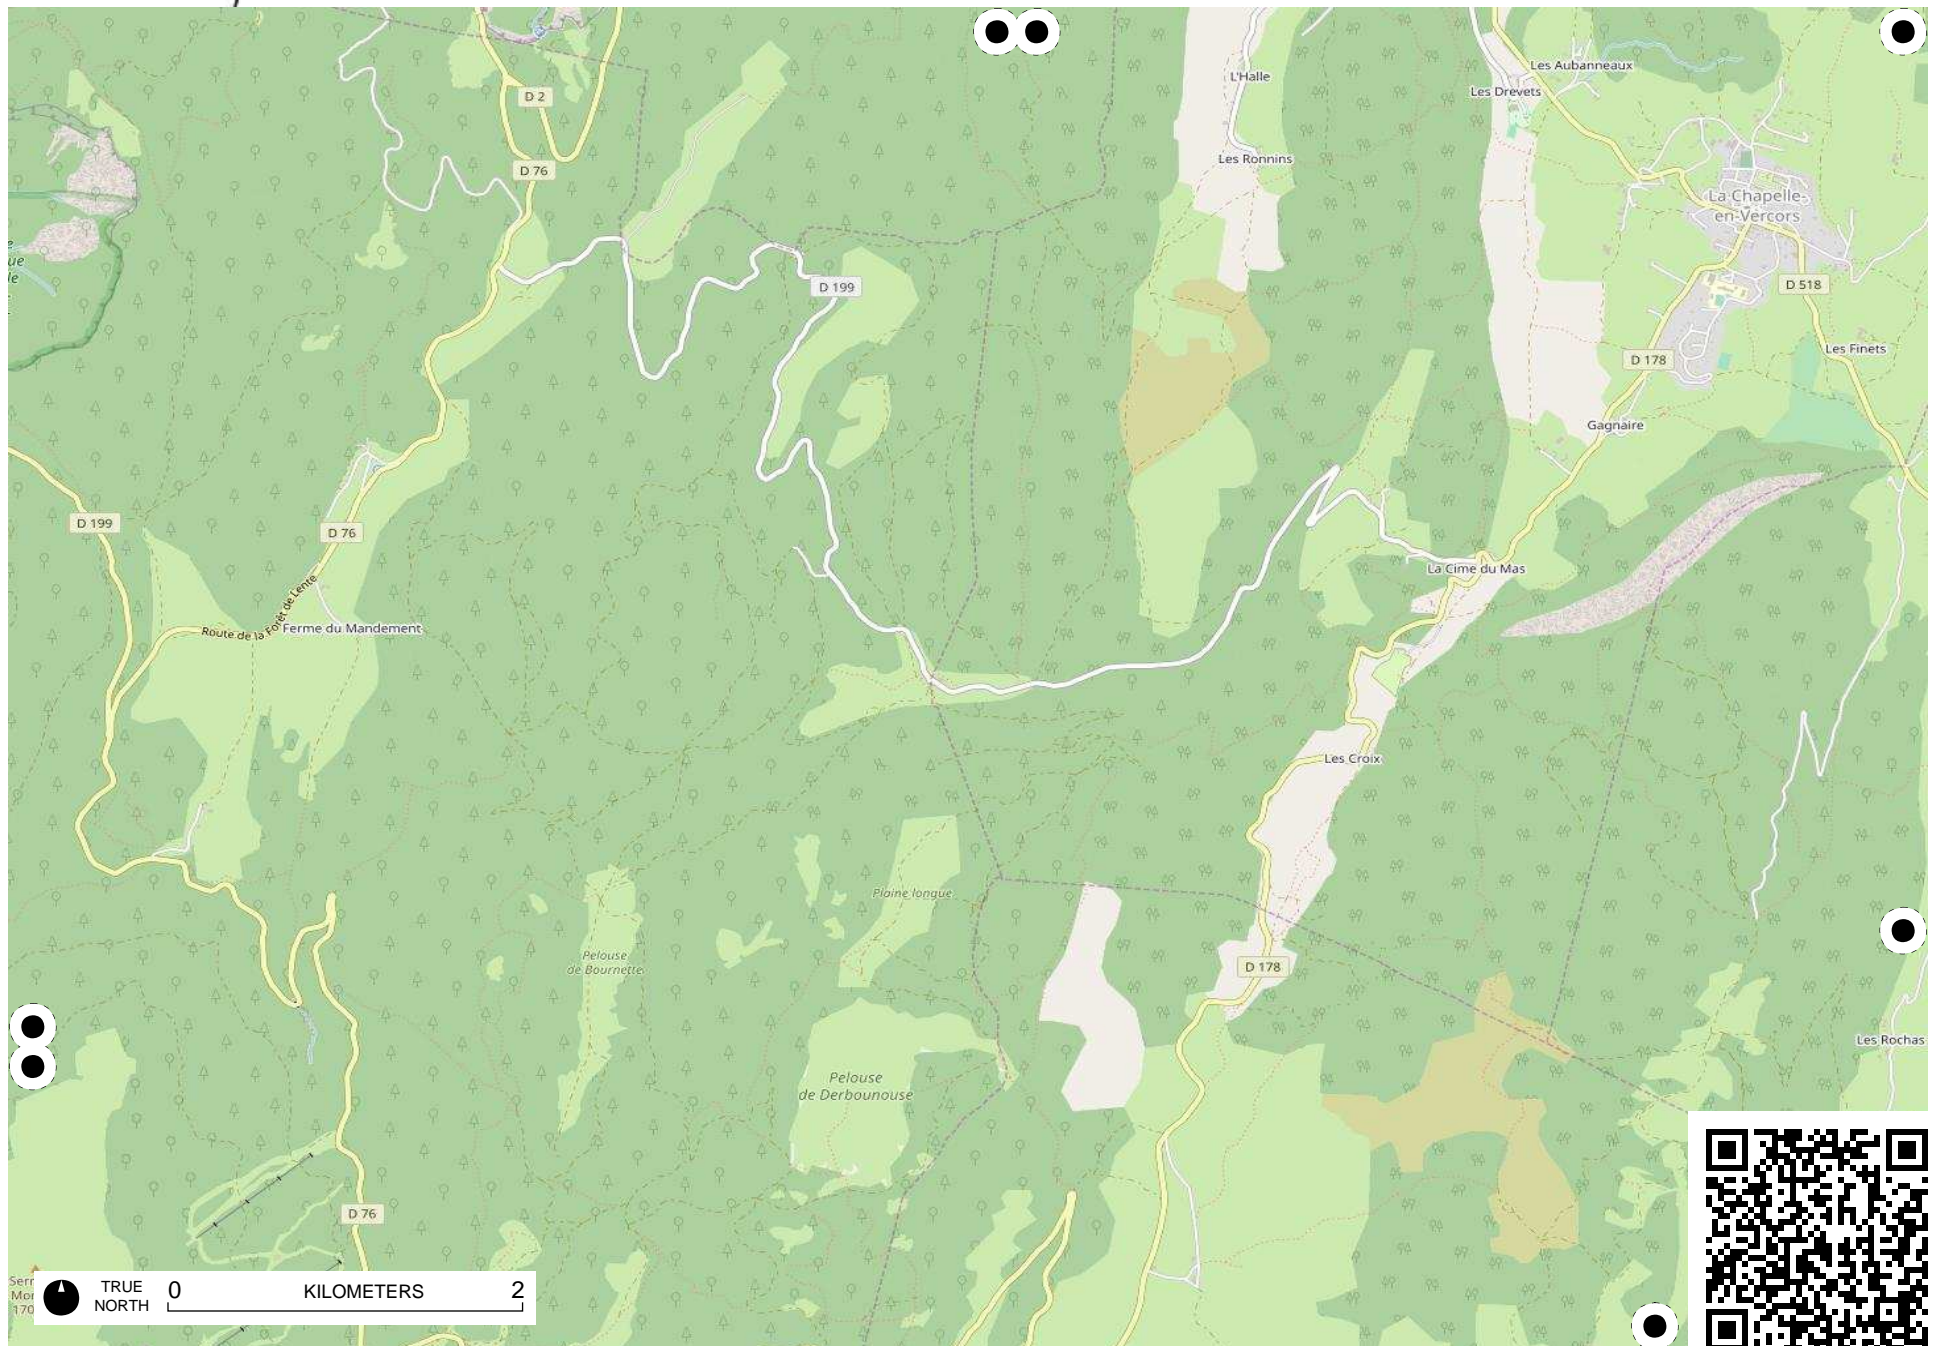 Les Aubanneaux
L'Halle
Les Drevets
D 2
Les Ronnins
D 76
La Chapelle-
en-Vercors
D 199
D 518
Les Finets
D 178
Gagnaire
D 199
D 76
La Cime du Mas
Route de la Forêt de Lente
Ferme du Mandement
Les Croix
Plaine longue
Pelouse
de Bournette
D 178
Les Rochas
Pelouse
de Derbounouse
D 76
TRUE
NORTH
0
KILOMETERS
2